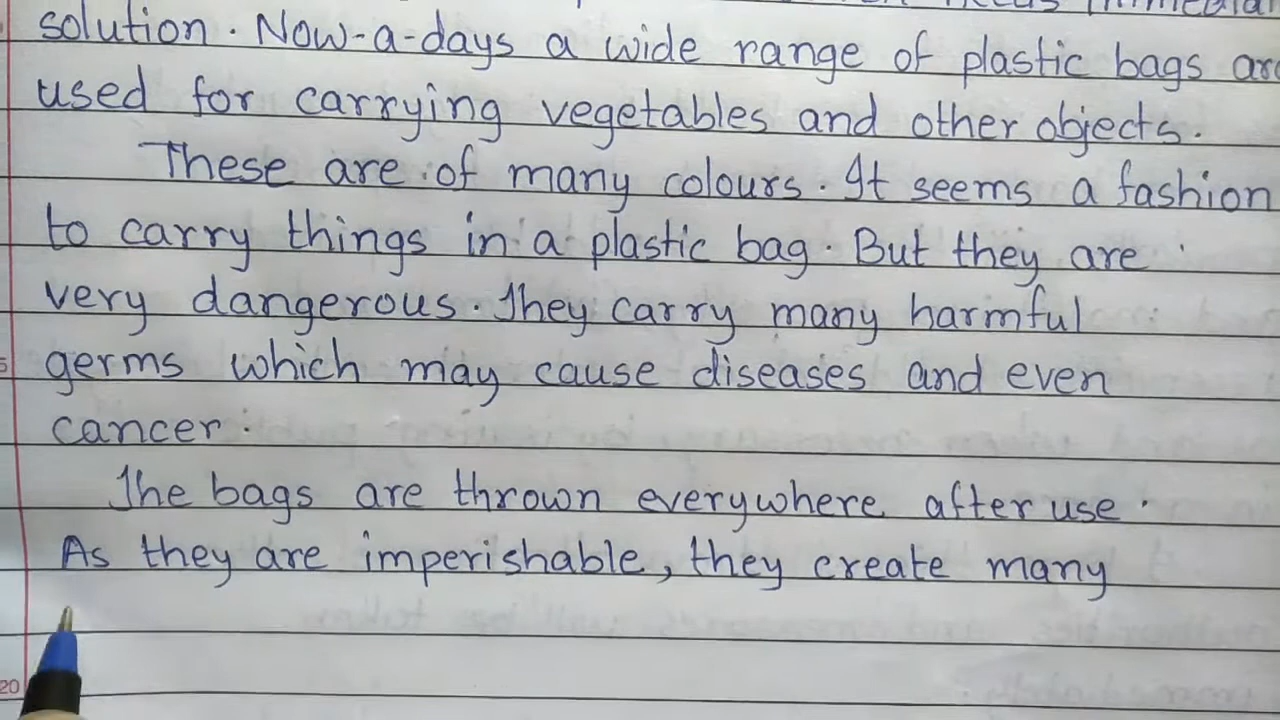 needs immediat
solution. Now-a-days a wide range of plastic bags are
used for carrying vegetables and other objects.
These are of many colours. It seems a fashion
to carry things in a plastic bag. But they are
very dangerous. They carry many harmful
germs which may cause diseases and even
cancer.
The bags are thrown everywhere after use.
As they are imperishable, they create many
20